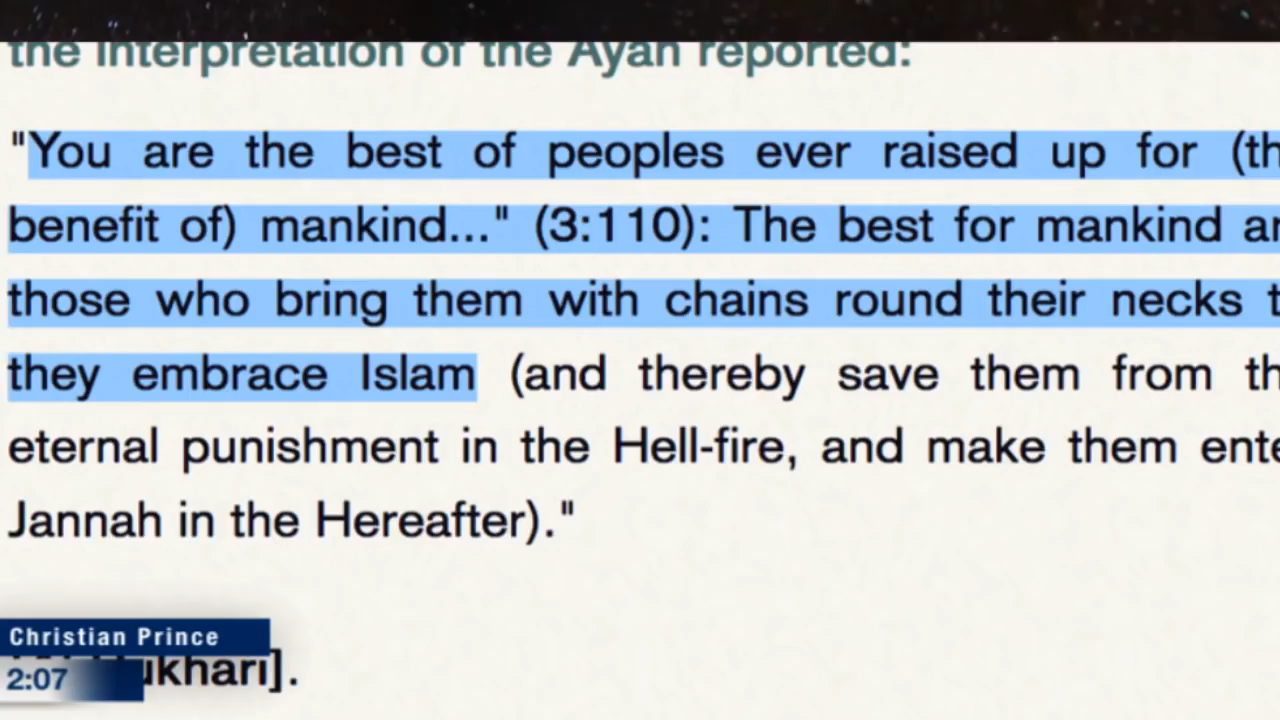 the interpretation of the Ayah reported:
"You are the best of peoples ever raised up for (th
benefit of) mankind..." (3:110): The best for mankind ar
those who bring them with chains round their necks t
they embrace Islam (and thereby save them from th
eternal punishment in the Hell-fire, and make them ente
Jannah in the Hereafter)."
Christian Prince
ukhari].
2:07